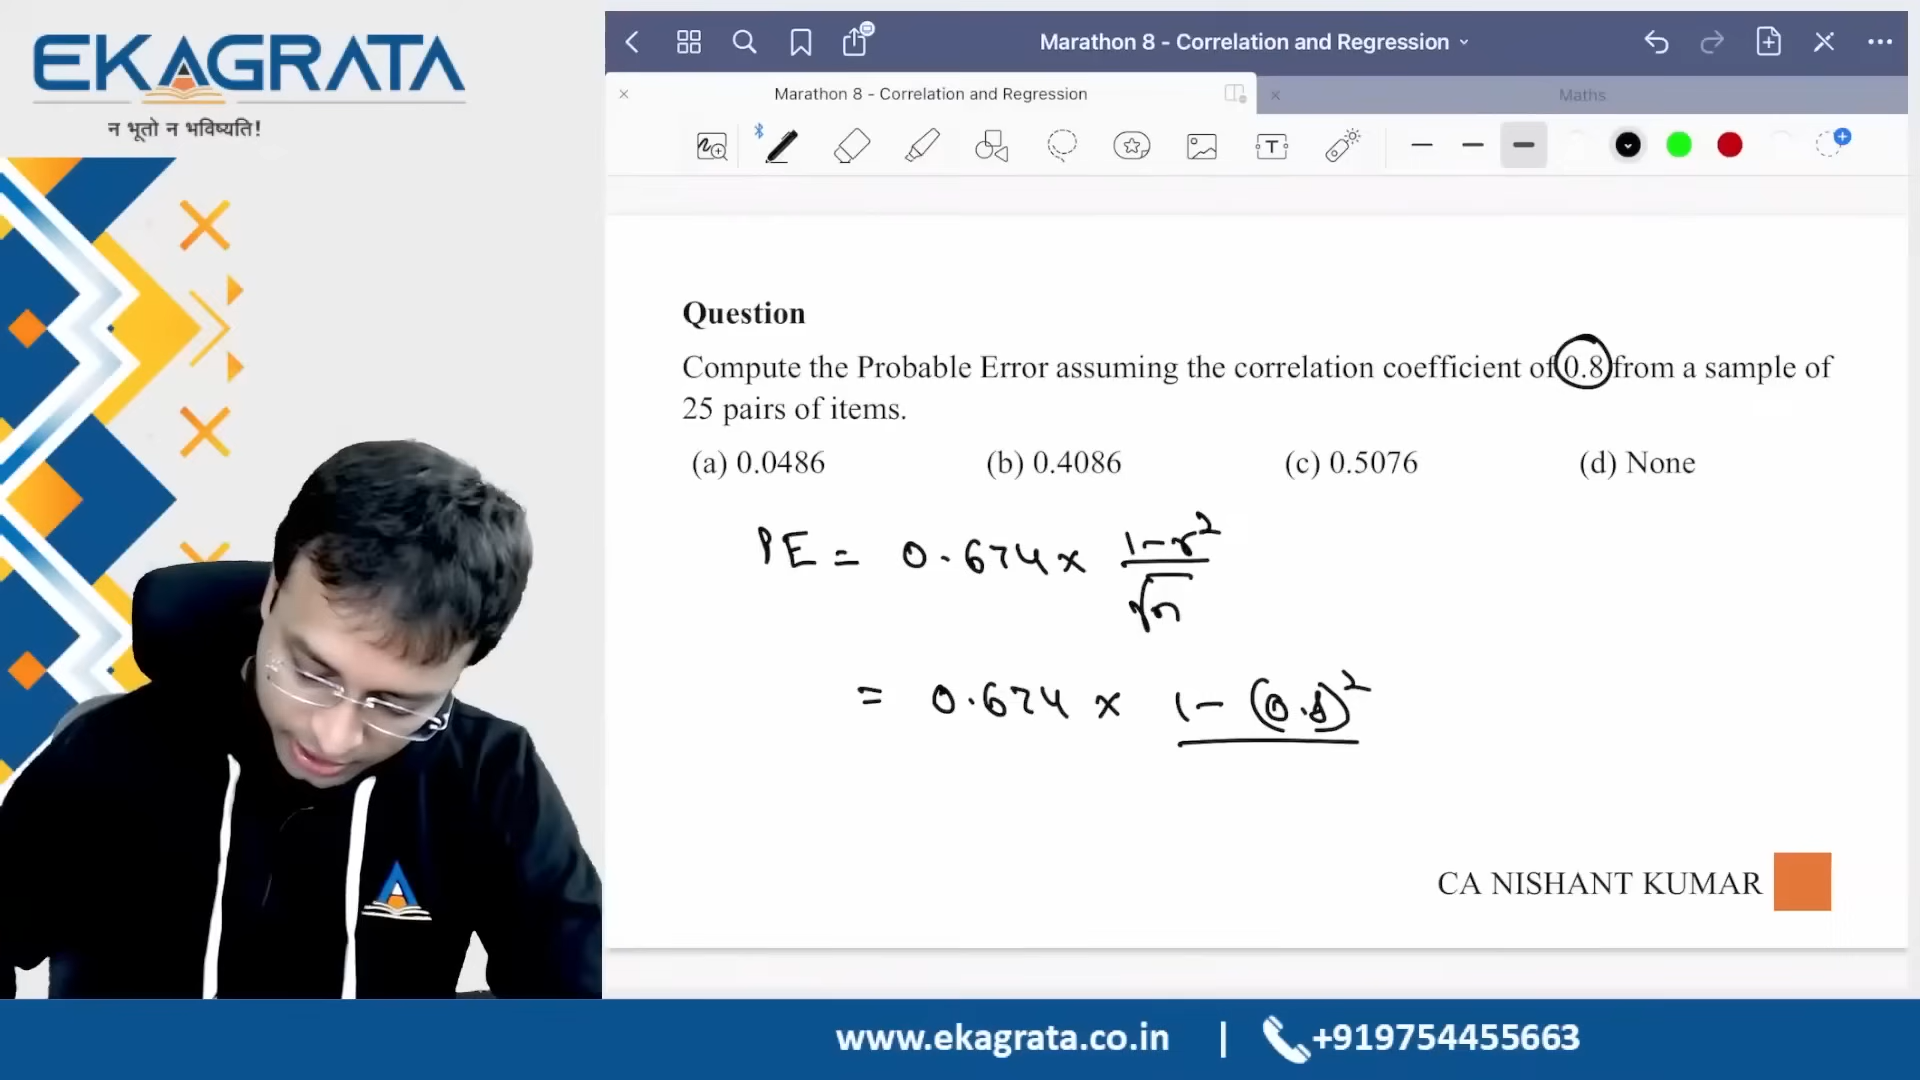 EKAGRATA
न भूतो न भविष्यति!
Marathon 8 - Correlation and Regression
Marathon 8 - Correlation and Regression
Maths
T
Question
Compute the Probable Error assuming the correlation coefficient of 0.8 from a sample of
25 pairs of items.
(a) 0.0486 (b) 0.4086 (c) 0.5076 (d) None
PE = 0.674 × (1-r²)/√n
= 0.674 × 1-(0.8)²
CA NISHANT KUMAR
www.ekagrata.co.in | +919754455663